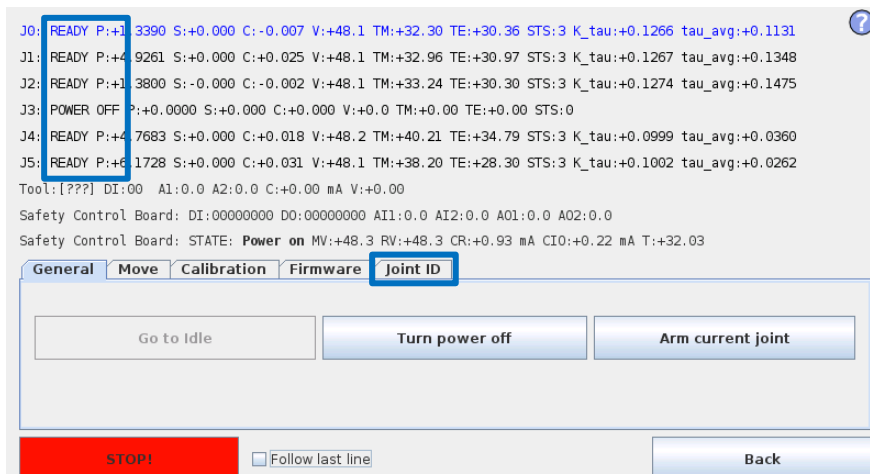 J0: READY P:+1.3390 S:+0.000 C:-0.007 V:+48.1 TM:+32.30 TE:+30.36 STS:3 K_tau:+0.1266 tau_avg:+0.1131
?
J1: READY P:+4.9261 S:+0.000 C:+0.025 V:+48.1 TM:+32.96 TE:+30.97 STS:3 K_tau:+0.1267 tau_avg:+0.1348
J2: READY P:+1.3800 S:-0.000 C:-0.002 V:+48.1 TM:+33.24 TE:+30.30 STS:3 K_tau:+0.1274 tau_avg:+0.1475
J3: POWER OFF P:+0.0000 S:+0.000 C:+0.000 V:+0.0 TM:+0.00 TE:+0.00 STS:0
J4: READY P:+4.7683 S:+0.000 C:+0.018 V:+48.2 TM:+40.21 TE:+34.79 STS:3 K_tau:+0.0999 tau_avg:+0.0360
J5: READY P:+6.1728 S:+0.000 C:+0.031 V:+48.1 TM:+38.20 TE:+28.30 STS:3 K_tau:+0.1002 tau_avg:+0.0262
Tool:[???] DI:00 A1:0.0 A2:0.0 C:+0.00 mA V:+0.00
Safety Control Board: DI:00000000 DO:00000000 AI1:0.0 AI2:0.0 AO1:0.0 AO2:0.0
Safety Control Board: STATE: Power on MV:+48.3 RV:+48.3 CR:+0.93 mA CIO:+0.22 mA T:+32.03
General Move Calibration Firmware Joint ID
Go to Idle Turn power off Arm current joint
STOP! Follow last line Back